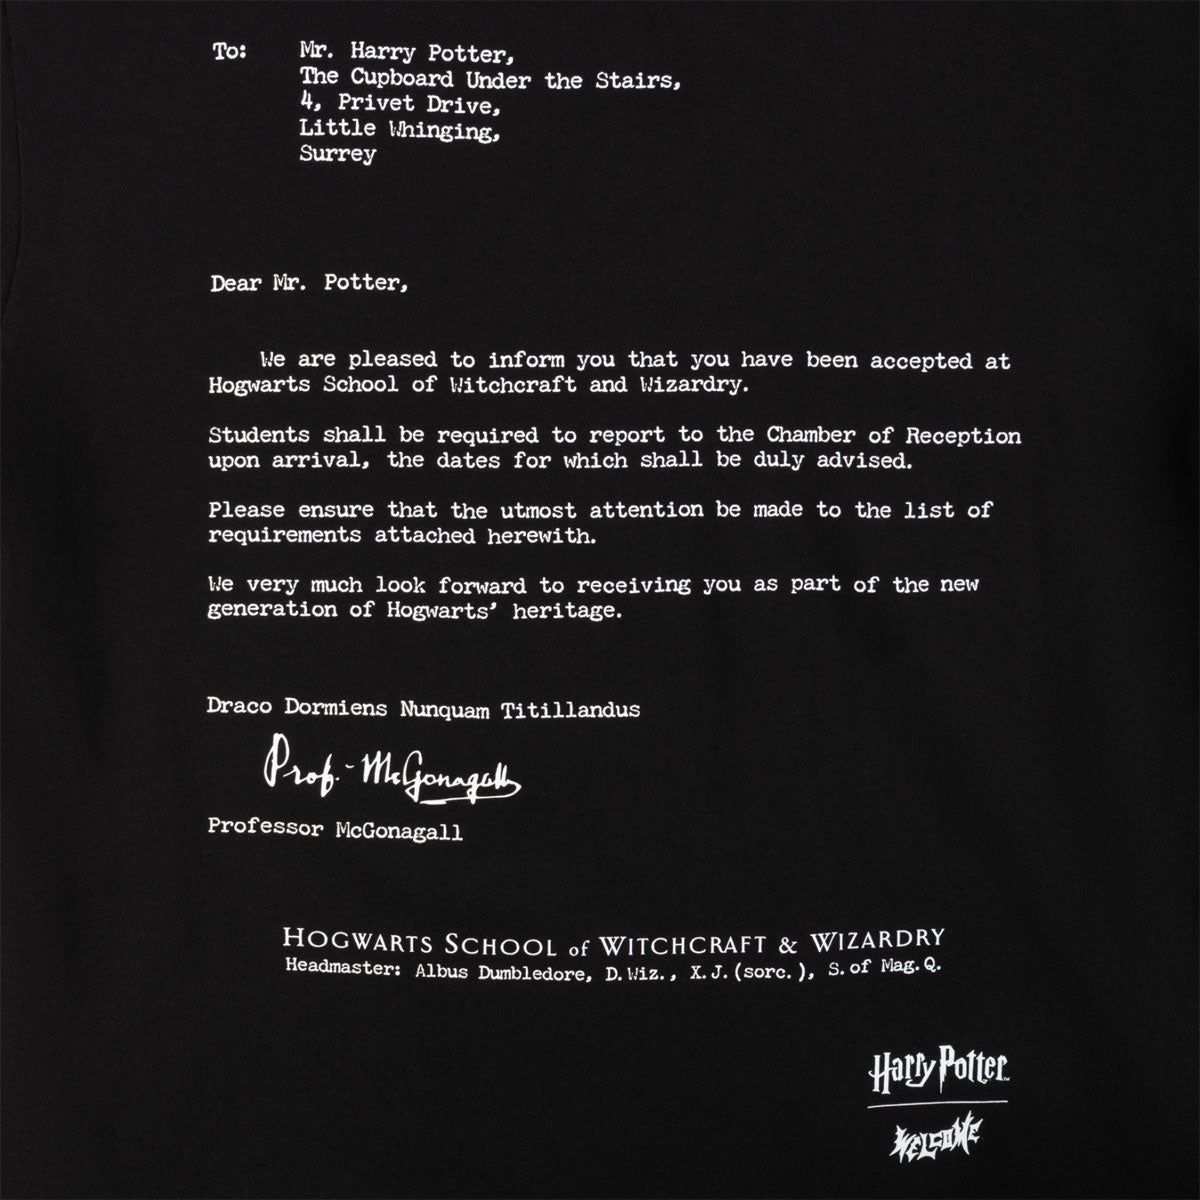 To: Mr. Harry Potter,
The Cupboard Under the Stairs,
4, Privet Drive,
Little Whinging,
Surrey
Dear Mr. Potter,
We are pleased to inform you that you have been accepted at
Hogwarts School of Witchcraft and Wizardry.
Students shall be required to report to the Chamber of Reception
upon arrival, the dates for which shall be duly advised.
Please ensure that the utmost attention be made to the list of
requirements attached herewith.
We very much look forward to receiving you as part of the new
generation of Hogwarts' heritage.
Draco Dormiens Nunquam Titillandus
Prof. McGonagall
Professor McGonagall
HOGWARTS SCHOOL of WITCHCRAFT & WIZARDRY
Headmaster: Albus Dumbledore, D.Wiz., X.J.(sorc.), S.of Mag.Q.
Harry Potter™
WELCOME